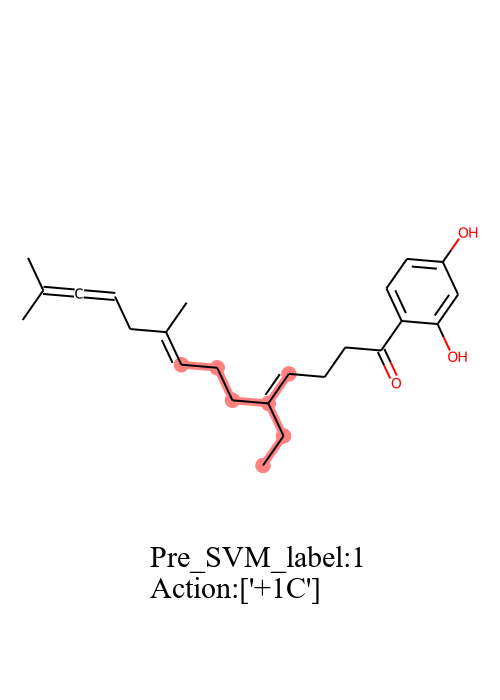 OH
C
OH
O
Pre_SVM_label:1
Action:['+1C']